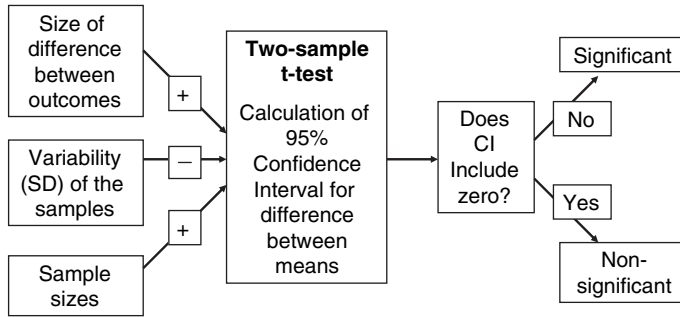 Size of
difference
between
outcomes
+
Variability
(SD) of the
samples
−
Sample
sizes
+
Two-sample
t-test
Calculation of
95%
Confidence
Interval for
difference
between
means
Does
CI
Include
zero?
Significant
No
Yes
Non-
significant